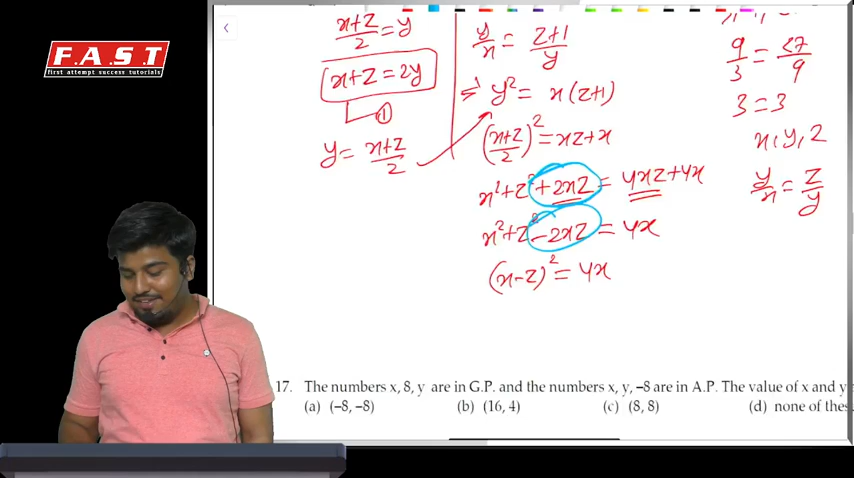 F.A.S.T
first attempt success tutorials
x+z/2 = y
x+z = 2y
①
y = x+z/2
y/x = z+1/y
⇒ y² = x(z+1)
(x+z/2)² = xz+x
x²+z²+2xz = 4xz+4x
x²+z²-2xz = 4x
(x-z)² = 4x
9/3 = 27/9
3 = 3
x, y, z
y/x = z/y
17. The numbers x, 8, y are in G.P. and the numbers x, y, –8 are in A.P. The value of x and y
(a) (–8, –8) (b) (16, 4) (c) (8, 8) (d) none of thes